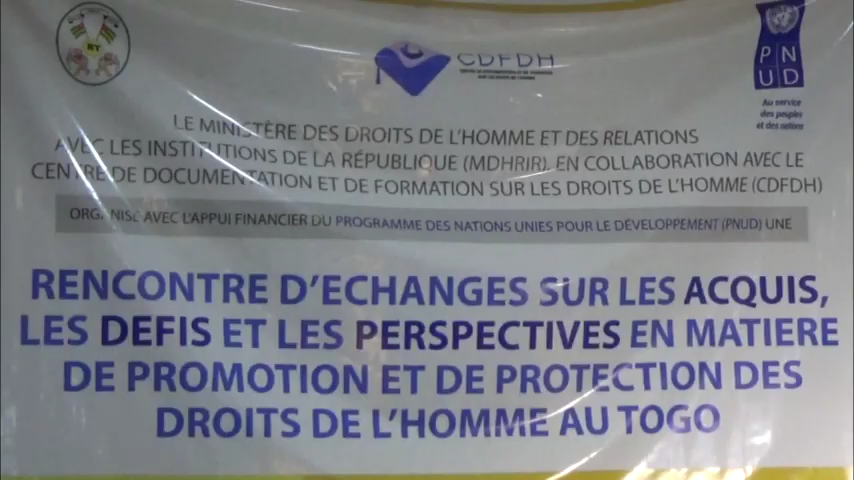 RT
CDFDH
PNUD
Au service
des peuples
et des nations
LE MINISTÈRE DES DROITS DE L'HOMME ET DES RELATIONS
AVEC LES INSTITUTIONS DE LA RÉPUBLIQUE (MDHRIR), EN COLLABORATION AVEC LE
CENTRE DE DOCUMENTATION ET DE FORMATION SUR LES DROITS DE L'HOMME (CDFDH)
ORGANISE AVEC L'APPUI FINANCIER DU PROGRAMME DES NATIONS UNIES POUR LE DÉVELOPPEMENT (PNUD) UNE
RENCONTRE D'ECHANGES SUR LES ACQUIS,
LES DEFIS ET LES PERSPECTIVES EN MATIERE
DE PROMOTION ET DE PROTECTION DES
DROITS DE L'HOMME AU TOGO